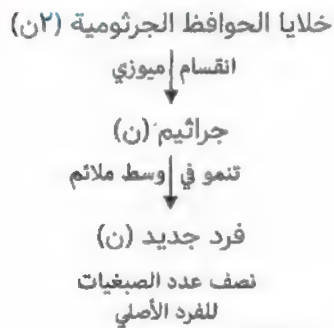 خلايا الحوافظ الجرثومية (٢ن)
انقسام ميوزي
جراثيم (ن)
تنمو في وسط ملائم
فرد جديد (ن)
نصف عدد الصبغيات
للفرد الأصلي